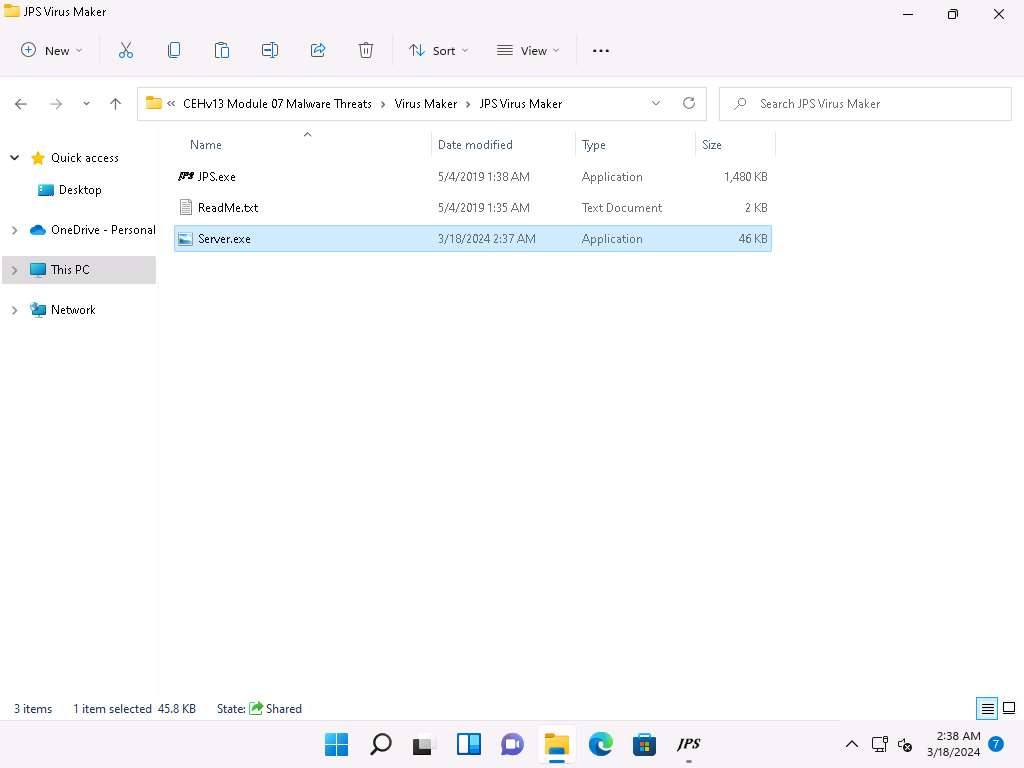 JPS Virus Maker
New
Sort
View
« CEHv13 Module 07 Malware Threats > Virus Maker > JPS Virus Maker
Search JPS Virus Maker
Name Date modified Type Size
Quick access
Desktop
OneDrive - Personal
This PC
Network
JPS JPS.exe 5/4/2019 1:38 AM Application 1,480 KB
ReadMe.txt 5/4/2019 1:35 AM Text Document 2 KB
Server.exe 3/18/2024 2:37 AM Application 46 KB
3 items 1 item selected 45.8 KB State: Shared
JPS
2:38 AM
3/18/2024
7